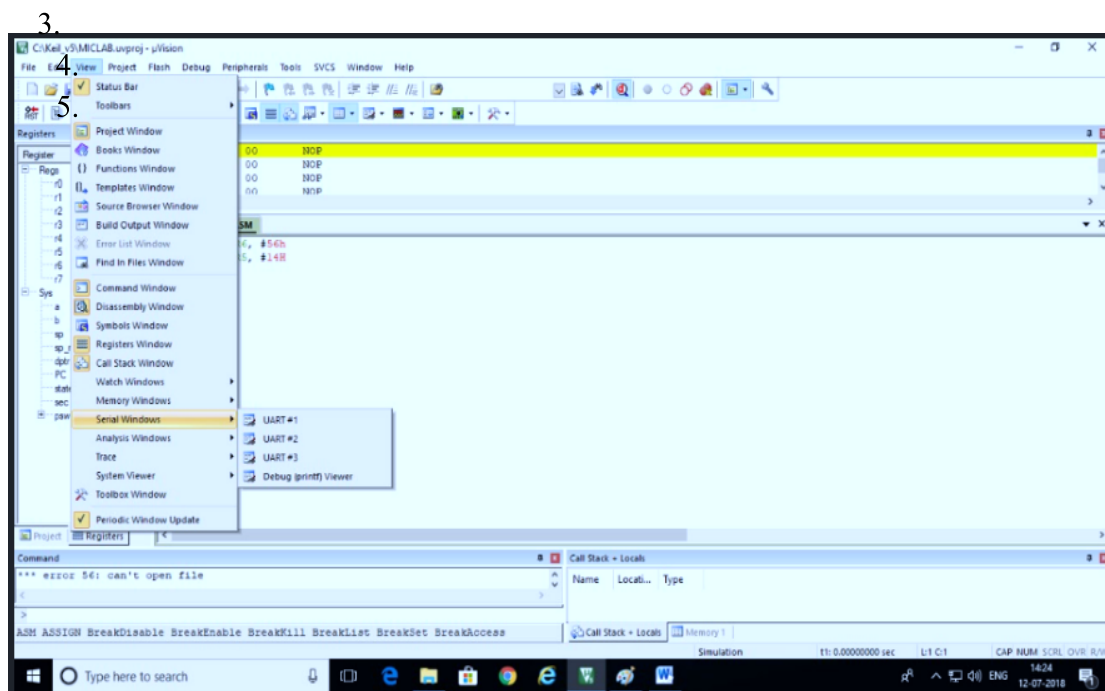 3.
C:\Keil_v5\MICLAB.uvproj - µVision
4.
File View Project Flash Debug Peripherals Tools SVCS Window Help
Status Bar
5.
Toolbars
Registers
Project Window
Register
Books Window
00 NOP
Regs
Functions Window
00 NOP
r0
Templates Window
00 NOP
r1
00 NOP
r2
Source Browser Window
r3
Build Output Window
SM
r4
Error List Window
#56h
r5
#14H
r6
Find In Files Window
r7
Sys
Command Window
a
Disassembly Window
b
Symbols Window
sp
Registers Window
dptr
Call Stack Window
PC
Watch Windows
sec
Memory Windows
psw
Serial Windows
UART #1
Analysis Windows
UART #2
Trace
UART #3
System Viewer
Debug (printf) Viewer
Toolbox Window
Periodic Window Update
Project Registers
Command
Call Stack + Locals
*** error 56: can't open file
Name Locati... Type
>
ASM ASSIGN BreakDisable BreakEnable BreakKill BreakList BreakSet BreakAccess
Call Stack + Locals Memory 1
Simulation t1: 0.00000000 sec L:1 C:1 CAP NUM SCRL OVR R/W
Type here to search
ENG
14:24
12-07-2018